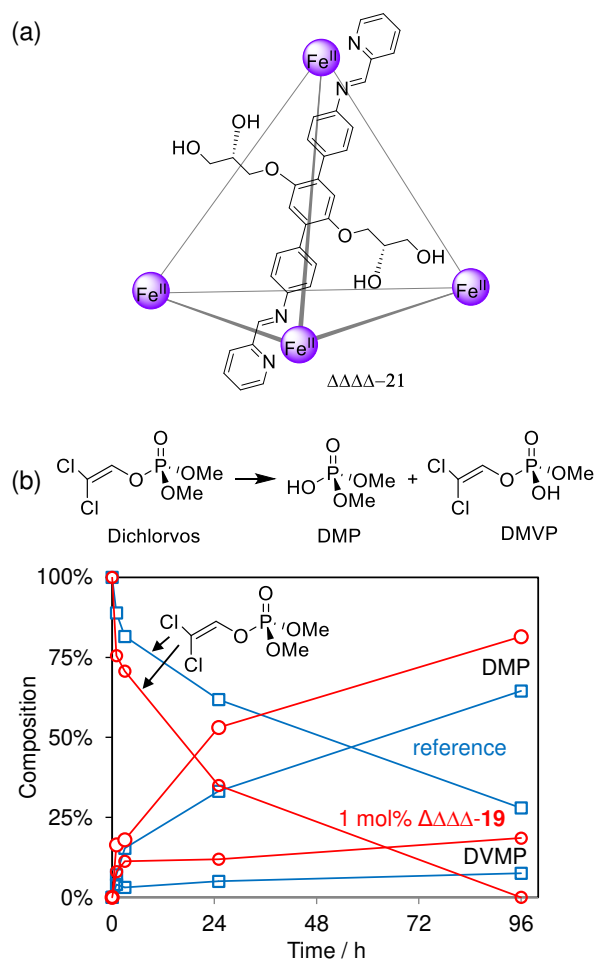 (a)
N
Fe^II
N
OH
HO
O
O
OH
OH
Fe^II
Fe^II
N
Fe^II
N
ΔΔΔΔ–21
(b)
Cl
Cl
O
P
O
OMe
OMe
Dichlorvos
HO
P
O
OMe
OMe
DMP
+
Cl
Cl
O
P
O
OMe
OH
DMVP
100%
75%
50%
25%
0%
Composition
Cl
Cl
O
P
O
OMe
OMe
DMP
reference
1 mol% ΔΔΔΔ-19
DVMP
0 24 48 72 96
Time / h